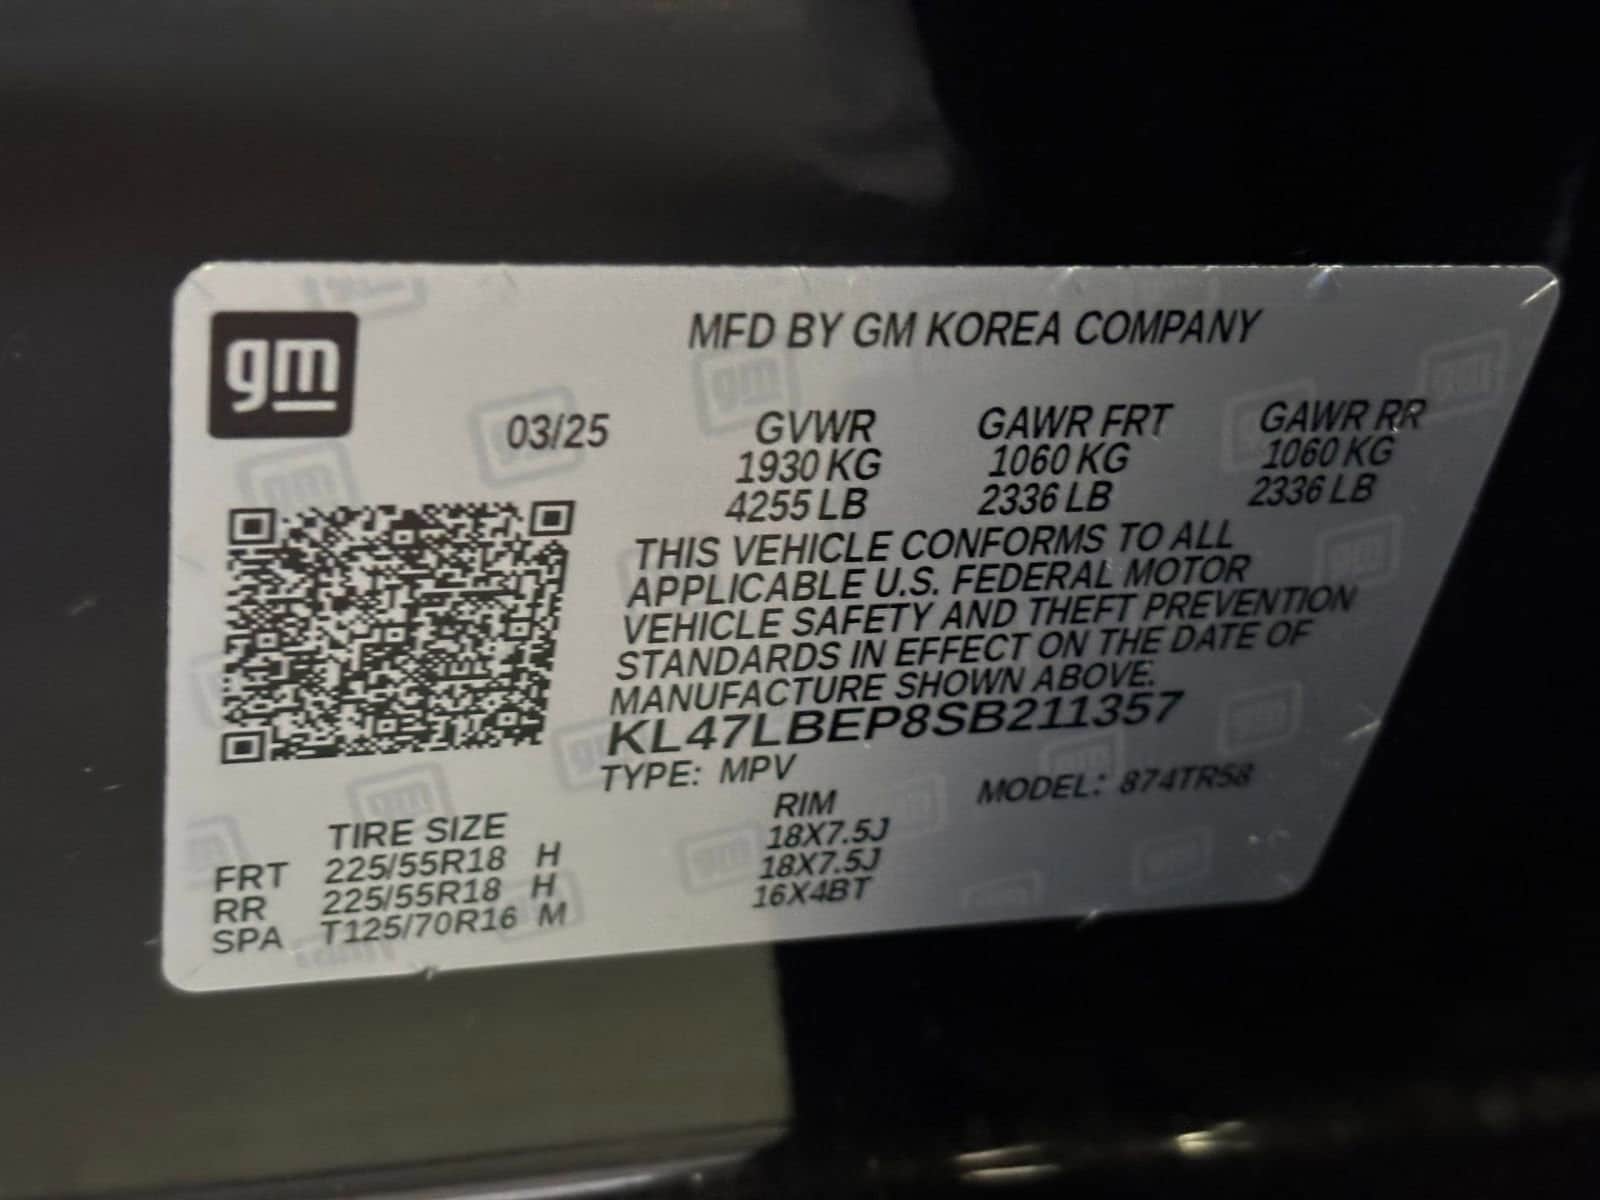 gm
MFD BY GM KOREA COMPANY
03/25 GVWR GAWR FRT GAWR RR
1930 KG 1060 KG 1060 KG
4255 LB 2336 LB 2336 LB
THIS VEHICLE CONFORMS TO ALL
APPLICABLE U.S. FEDERAL MOTOR
VEHICLE SAFETY AND THEFT PREVENTION
STANDARDS IN EFFECT ON THE DATE OF
MANUFACTURE SHOWN ABOVE.
KL47LBEP8SB211357
TYPE: MPV MODEL: 874TR58
TIRE SIZE RIM
FRT 225/55R18 H 18X7.5J
RR 225/55R18 H 18X7.5J
SPA T125/70R16 M 16X4BT